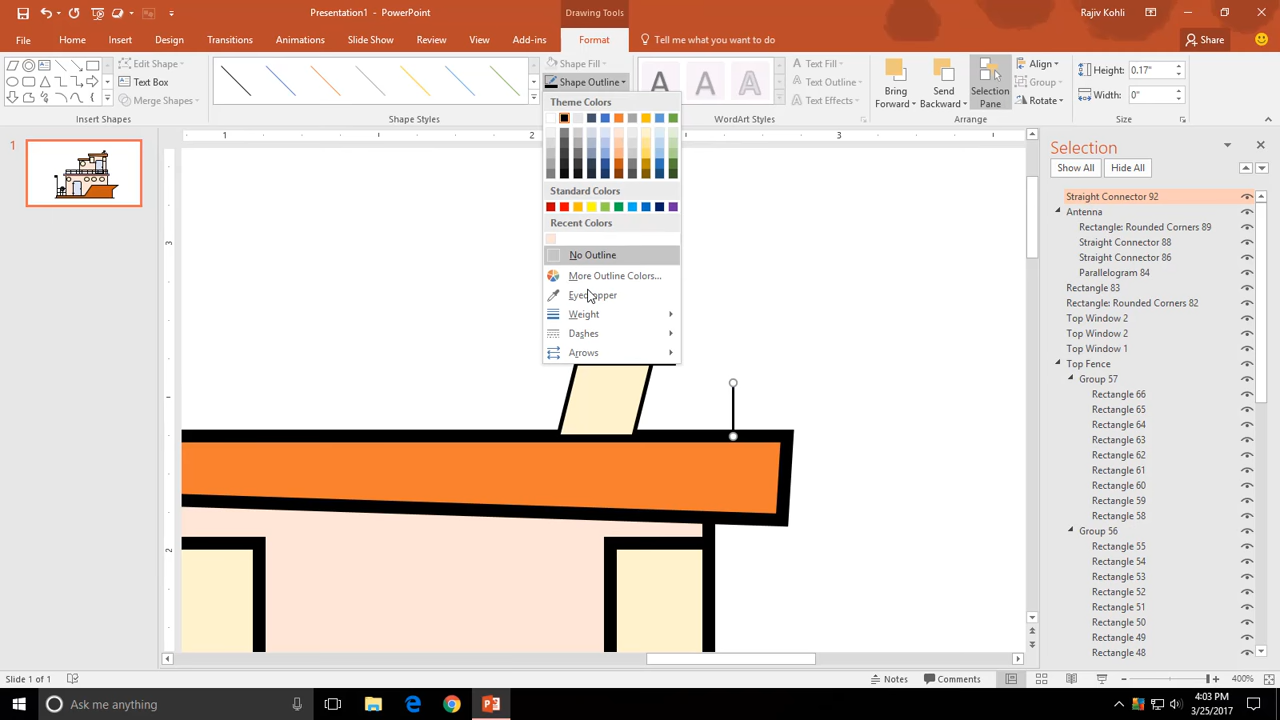 Presentation1 - PowerPoint
Drawing Tools
Rajiv Kohli
File
Home
Insert
Design
Transitions
Animations
Slide Show
Review
View
Add-ins
Format
Tell me what you want to do
Share
Edit Shape
Text Box
Merge Shapes
Insert Shapes
Shape Styles
Shape Fill
Shape Outline
A A A
WordArt Styles
Text Fill
Text Outline
Text Effects
Bring Forward
Send Backward
Selection Pane
Align
Group
Rotate
Arrange
Height: 0.17"
Width: 0"
Size
Theme Colors
Standard Colors
Recent Colors
No Outline
More Outline Colors...
Eyedropper
Weight
Dashes
Arrows
1
1 2 3
3
2
Selection
Show All
Hide All
Straight Connector 92
Antenna
Rectangle: Rounded Corners 89
Straight Connector 88
Straight Connector 86
Parallelogram 84
Rectangle 83
Rectangle: Rounded Corners 82
Top Window 2
Top Window 2
Top Window 1
Top Fence
Group 57
Rectangle 66
Rectangle 65
Rectangle 64
Rectangle 63
Rectangle 62
Rectangle 61
Rectangle 60
Rectangle 59
Rectangle 58
Group 56
Rectangle 55
Rectangle 54
Rectangle 53
Rectangle 52
Rectangle 51
Rectangle 50
Rectangle 49
Rectangle 48
Slide 1 of 1
Notes
Comments
400%
Ask me anything
4:03 PM
3/25/2017